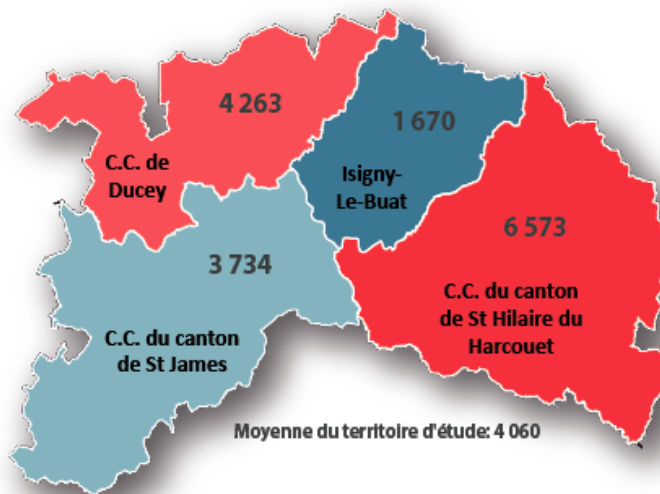 4 263
1 670
C.C. de
Ducey
Isigny-
Le-Buat
6 573
3 734
C.C. du canton
de St Hilaire du
Harcouet
C.C. du canton
de St James
Moyenne du territoire d'étude: 4 060